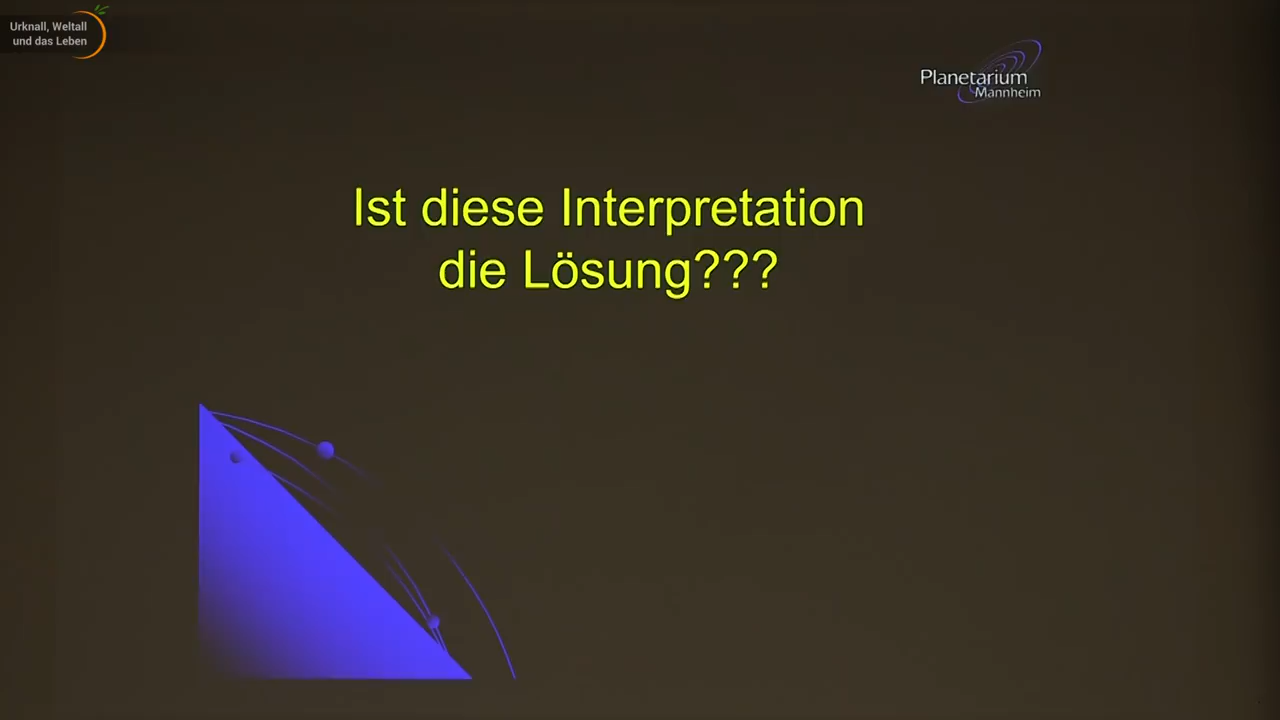 Urknall, Weltall
und das Leben
Planetarium
Mannheim
Ist diese Interpretation
die Lösung???